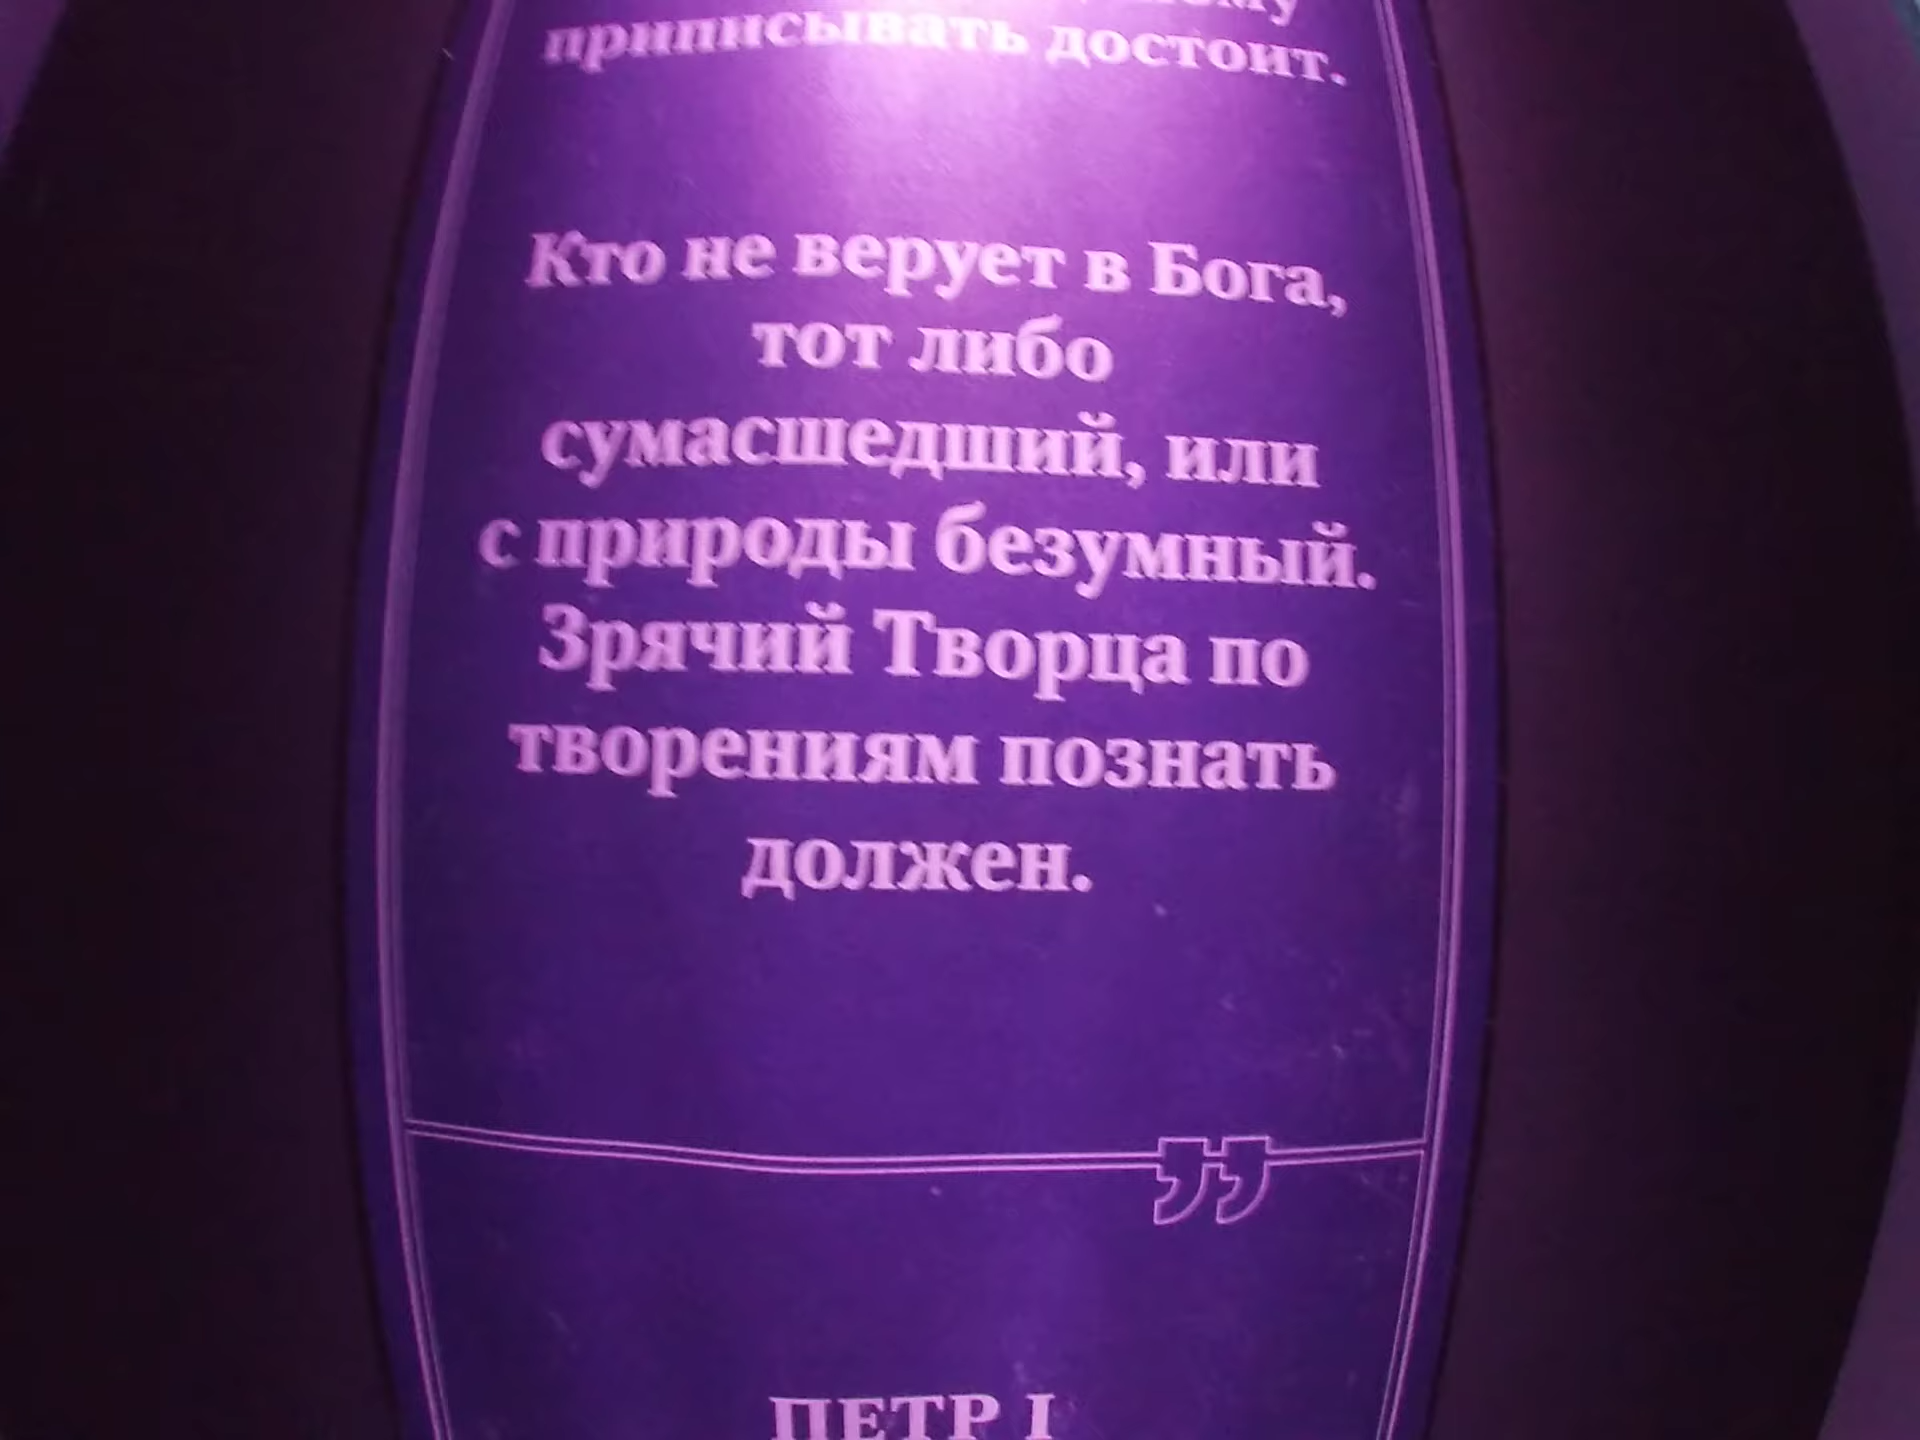 приписывать достоит.
Кто не верует в Бога,
тот либо
сумасшедший, или
с природы безумный.
Зрячий Творца по
творениям познать
должен.
ПЕТР I